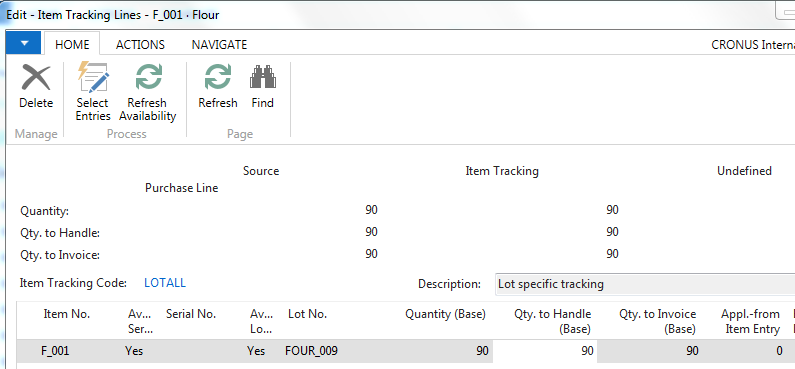 Edit - Item Tracking Lines - F_001 · Flour
HOME ACTIONS NAVIGATE CRONUS Interna
Delete Select Entries Refresh Availability Refresh Find
Manage Process Page
Source Item Tracking Undefined
Purchase Line
Quantity: 90 90
Qty. to Handle: 90 90
Qty. to Invoice: 90 90
Item Tracking Code: LOTALL Description: Lot specific tracking
Item No. Av... Ser... Serial No. Av... Lo... Lot No. Quantity (Base) Qty. to Handle (Base) Qty. to Invoice (Base) Appl.-from Item Entry
F_001 Yes Yes FOUR_009 90 90 90 0